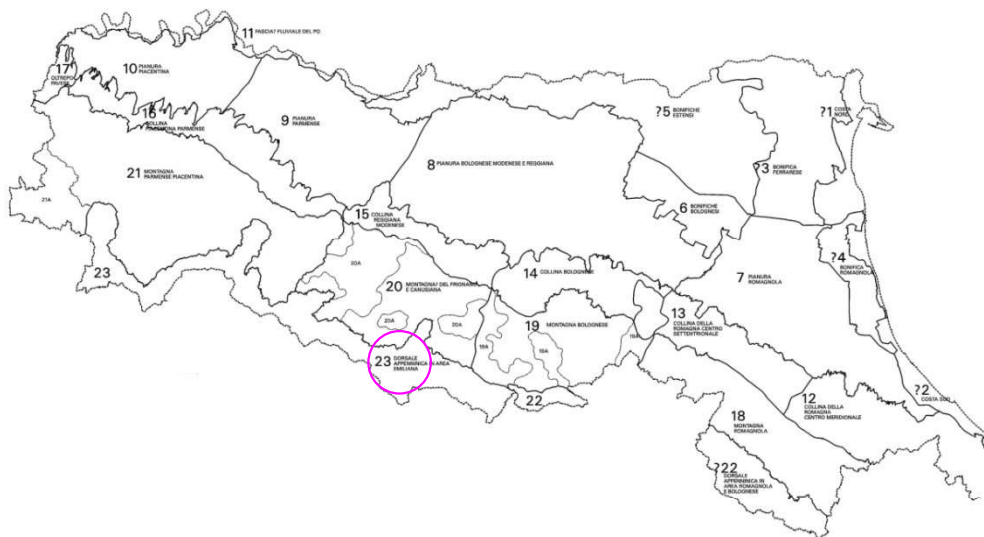 11 FASCIA? FLUVIALE DEL PO
17
OLTREPO
PAVESE
10 PIANURA
PIACENTINA
16
COLLINA
PIACENTINA PARMENSE
9 PIANURA
PARMENSE
?5 BONIFICHE
ESTENSI
?1 COSTA
NORD
8 PIANURA BOLOGNESE MODENESE E REGGIANA
?3 BONIFICA
FERRARESE
21 MONTAGNA
PARMENSE PIACENTINA
21A
15 COLLINA
REGGIANA
MODENESE
6 BONIFICHE
BOLOGNESI
?4
BONIFICA
ROMAGNOLA
23
20A
20 MONTAGNA? DEL FRIGNANO
E CANUSIANA
14 COLLINA BOLOGNESE
7 PIANURA
ROMAGNOLA
20A
20A
19 MONTAGNA BOLOGNESE
19A
19A
19A
13
COLLINA DELLA
ROMAGNA CENTRO
SETTENTRIONALE
23 DORSALE
APPENNINICA IN AREA
EMILIANA
22
12
COLLINA DELLA
ROMAGNA
CENTRO MERIDIONALE
?2
COSTA SUD
18
MONTAGNA
ROMAGNOLA
?22
DORSALE
APPENNINICA IN
AREA ROMAGNOLA
E BOLOGNESE